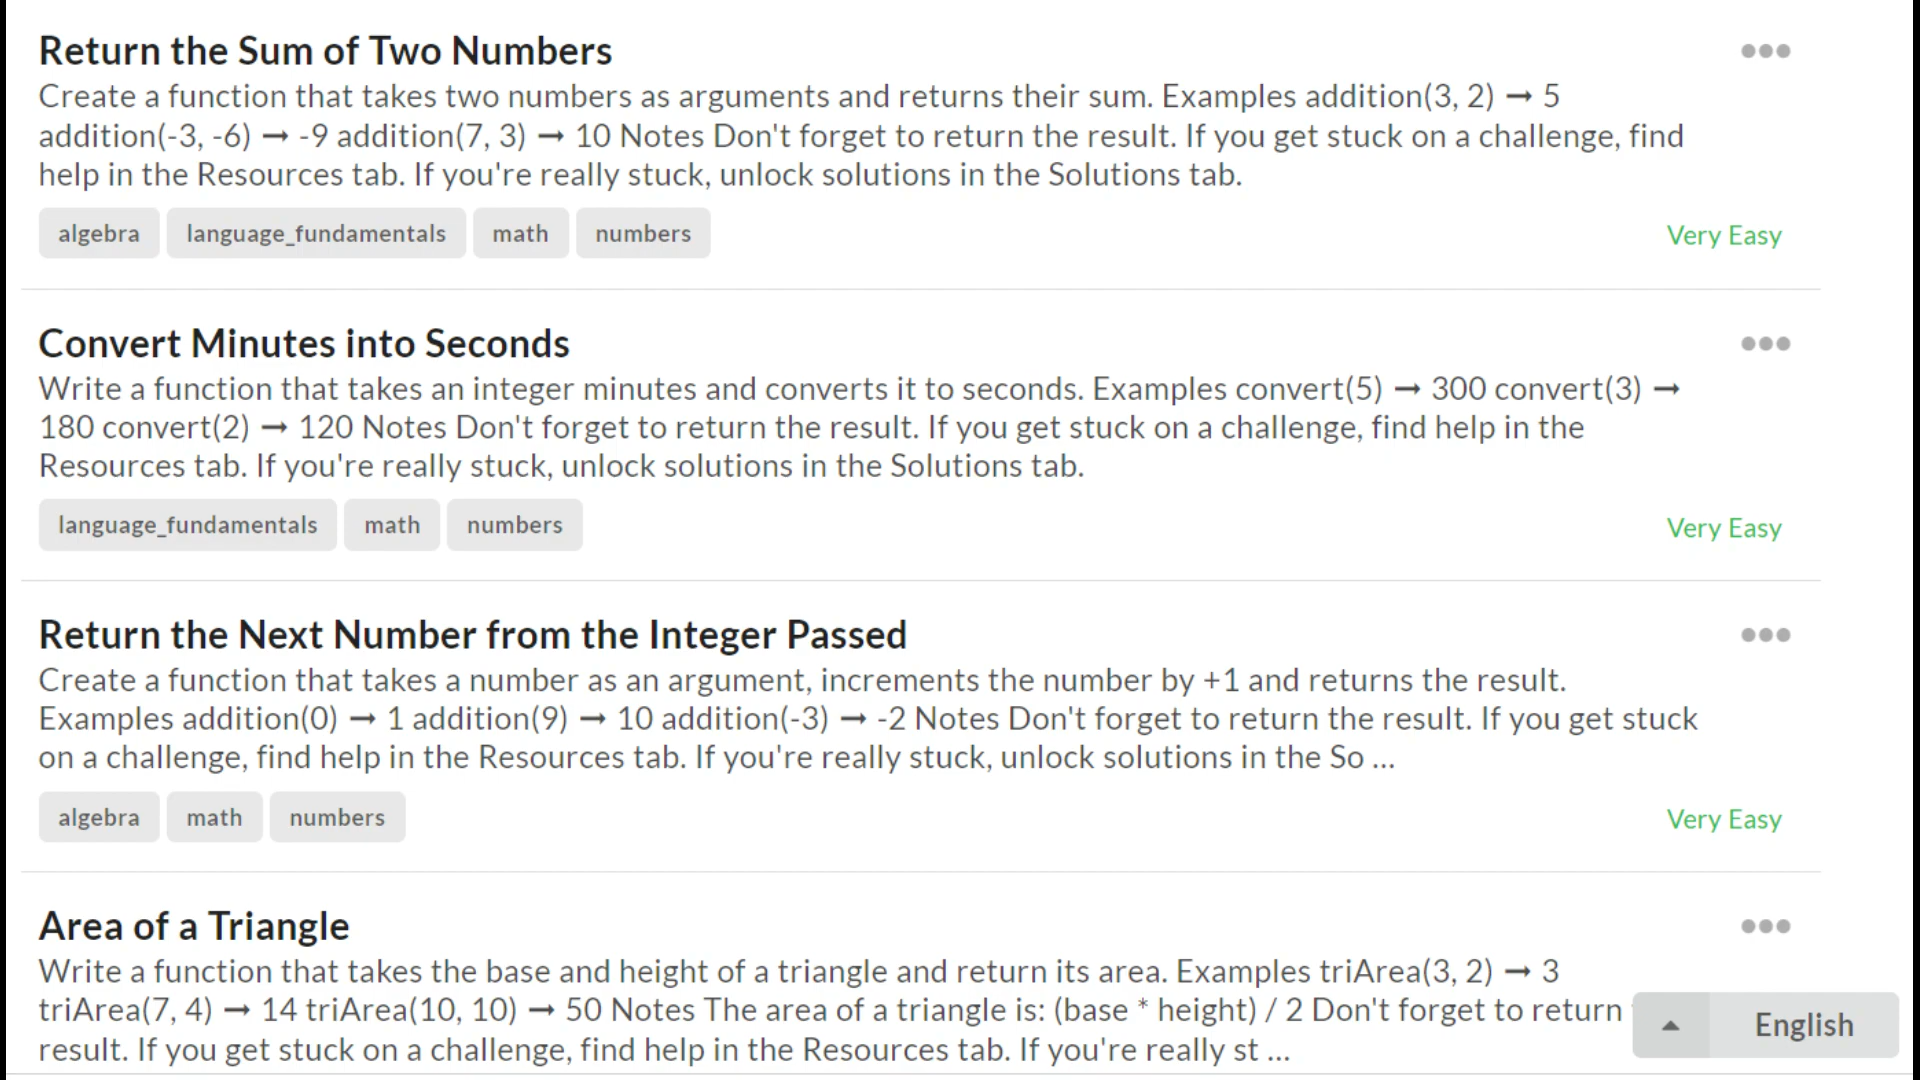 Return the Sum of Two Numbers
Create a function that takes two numbers as arguments and returns their sum. Examples addition(3, 2) ➞ 5
addition(-3, -6) ➞ -9 addition(7, 3) ➞ 10 Notes Don't forget to return the result. If you get stuck on a challenge, find
help in the Resources tab. If you're really stuck, unlock solutions in the Solutions tab.
algebra language_fundamentals math numbers
Very Easy
Convert Minutes into Seconds
Write a function that takes an integer minutes and converts it to seconds. Examples convert(5) ➞ 300 convert(3) ➞
180 convert(2) ➞ 120 Notes Don't forget to return the result. If you get stuck on a challenge, find help in the
Resources tab. If you're really stuck, unlock solutions in the Solutions tab.
language_fundamentals math numbers
Very Easy
Return the Next Number from the Integer Passed
Create a function that takes a number as an argument, increments the number by +1 and returns the result.
Examples addition(0) ➞ 1 addition(9) ➞ 10 addition(-3) ➞ -2 Notes Don't forget to return the result. If you get stuck
on a challenge, find help in the Resources tab. If you're really stuck, unlock solutions in the So ...
algebra math numbers
Very Easy
Area of a Triangle
Write a function that takes the base and height of a triangle and return its area. Examples triArea(3, 2) ➞ 3
triArea(7, 4) ➞ 14 triArea(10, 10) ➞ 50 Notes The area of a triangle is: (base * height) / 2 Don't forget to return
result. If you get stuck on a challenge, find help in the Resources tab. If you're really st ...
English